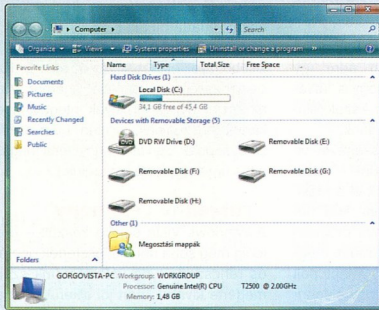 Computer
Search
Organize Views System properties Uninstall or change a program »
Favorite Links
Documents
Pictures
Music
Recently Changed
Searches
Public
Folders
Name Type Total Size Free Space
Hard Disk Drives (1)
Local Disk (C:)
34,1 GB free of 45,4 GB
Devices with Removable Storage (5)
DVD RW Drive (D:) Removable Disk (E:)
Removable Disk (F:) Removable Disk (G:)
Removable Disk (H:)
Other (1)
Megosztási mappák
GORGOVISTA-PC Workgroup: WORKGROUP
Processor: Genuine Intel(R) CPU T2500 @ 2.00GHz
Memory: 1,48 GB